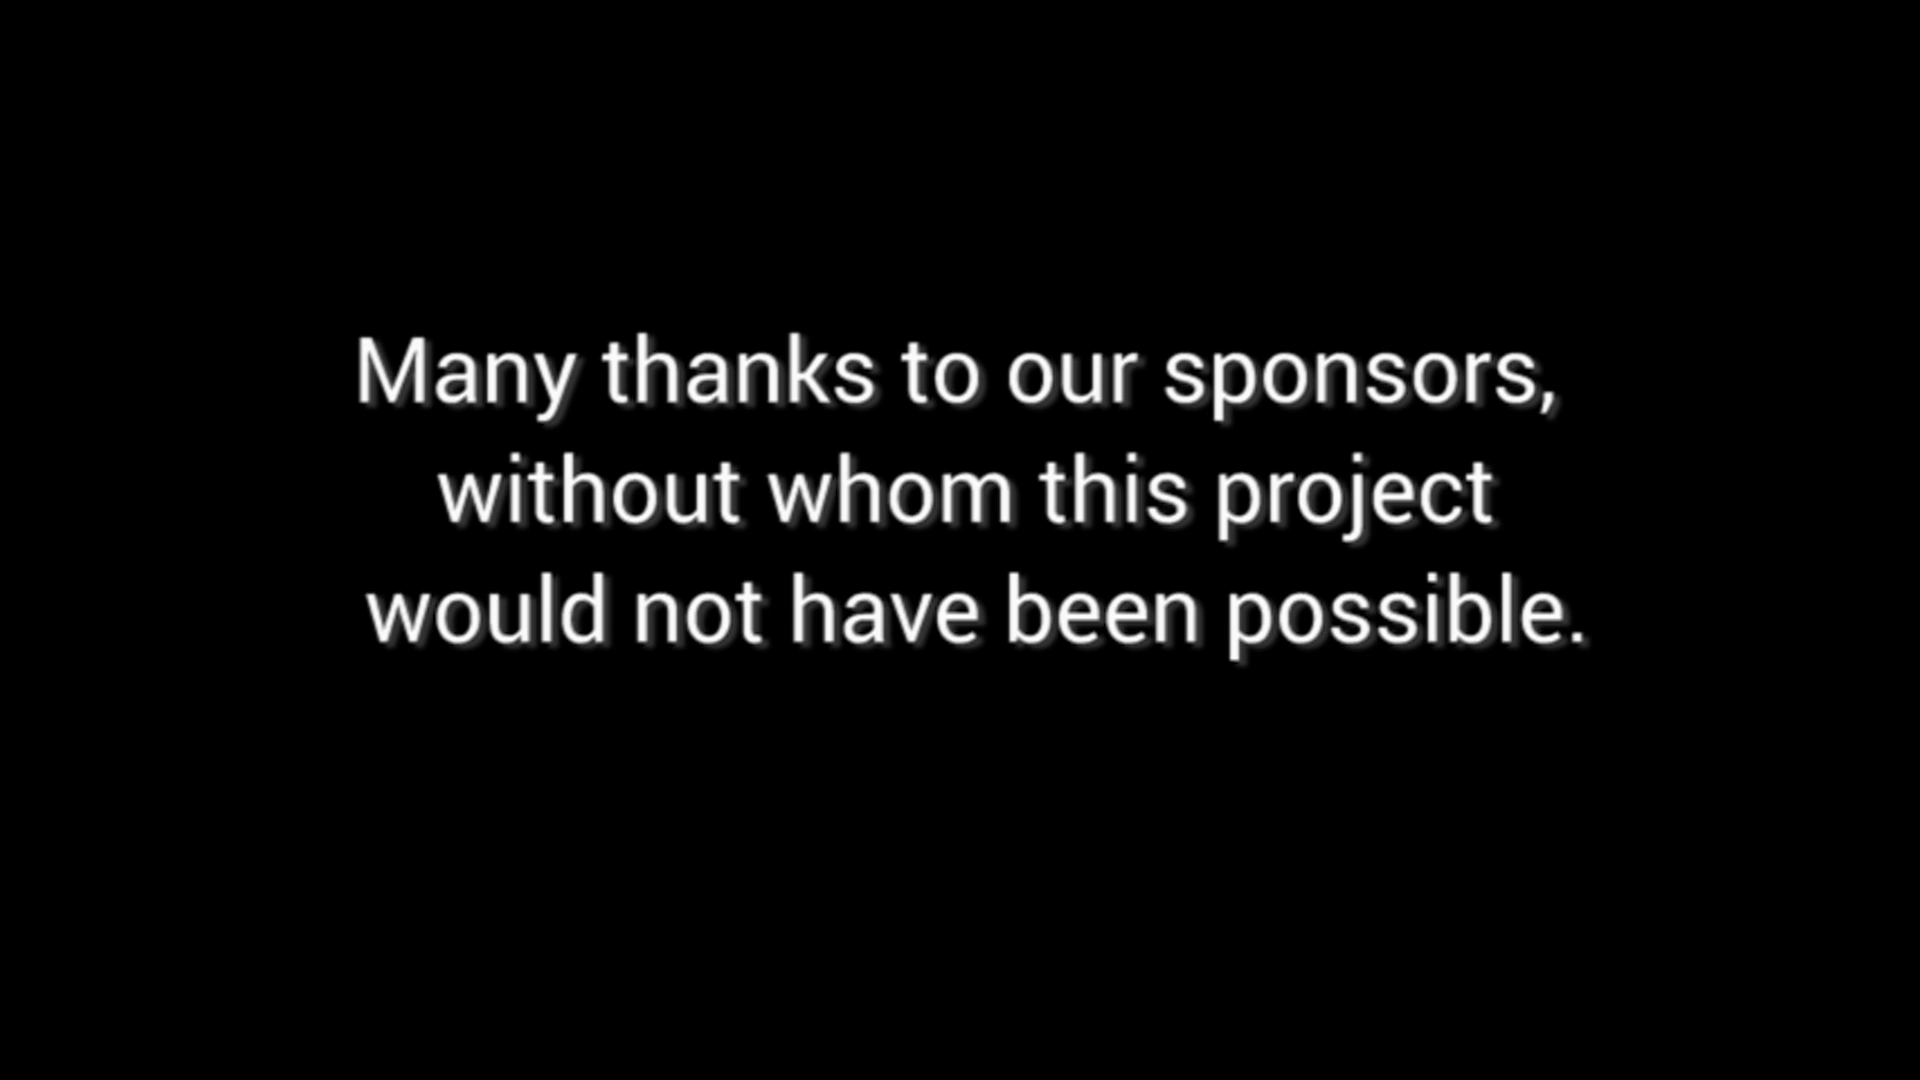 Many thanks to our sponsors,
without whom this project
would not have been possible.